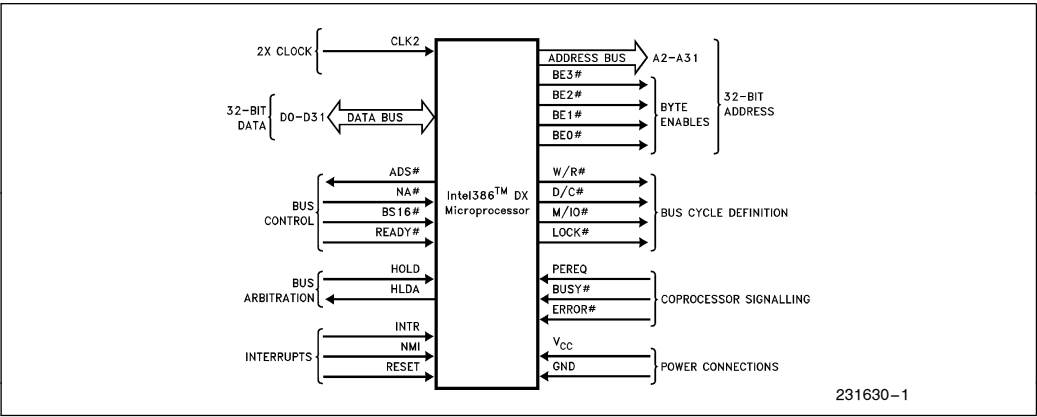 2X CLOCK
CLK2
32-BIT
DATA
D0-D31
DATA BUS
BUS
CONTROL
ADS#
NA#
BS16#
READY#
BUS
ARBITRATION
HOLD
HLDA
INTERRUPTS
INTR
NMI
RESET
Intel386™ DX
Microprocessor
ADDRESS BUS
A2-A31
BE3#
BE2#
BE1#
BE0#
BYTE
ENABLES
32-BIT
ADDRESS
W/R#
D/C#
M/IO#
LOCK#
BUS CYCLE DEFINITION
PEREQ
BUSY#
ERROR#
COPROCESSOR SIGNALLING
VCC
GND
POWER CONNECTIONS
231630-1